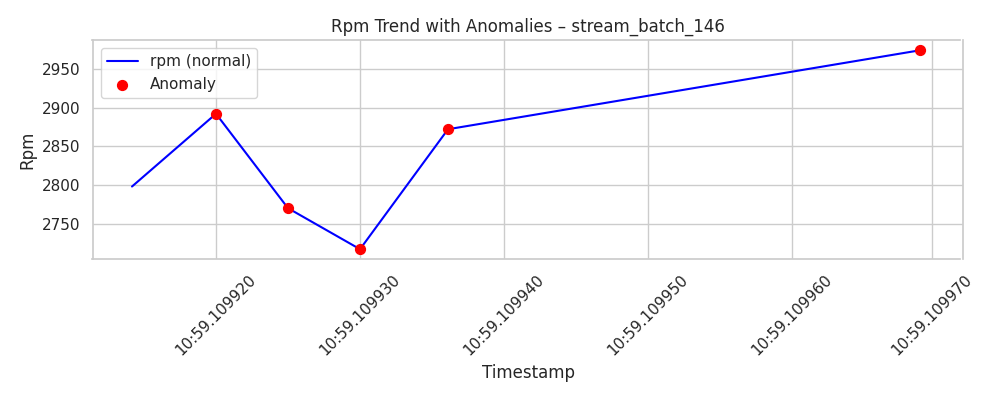 Rpm Trend with Anomalies – stream_batch_146
rpm (normal)
Anomaly
Rpm
2950
2900
2850
2800
2750
10:59.109920
10:59.109930
10:59.109940
10:59.109950
10:59.109960
10:59.109970
Timestamp